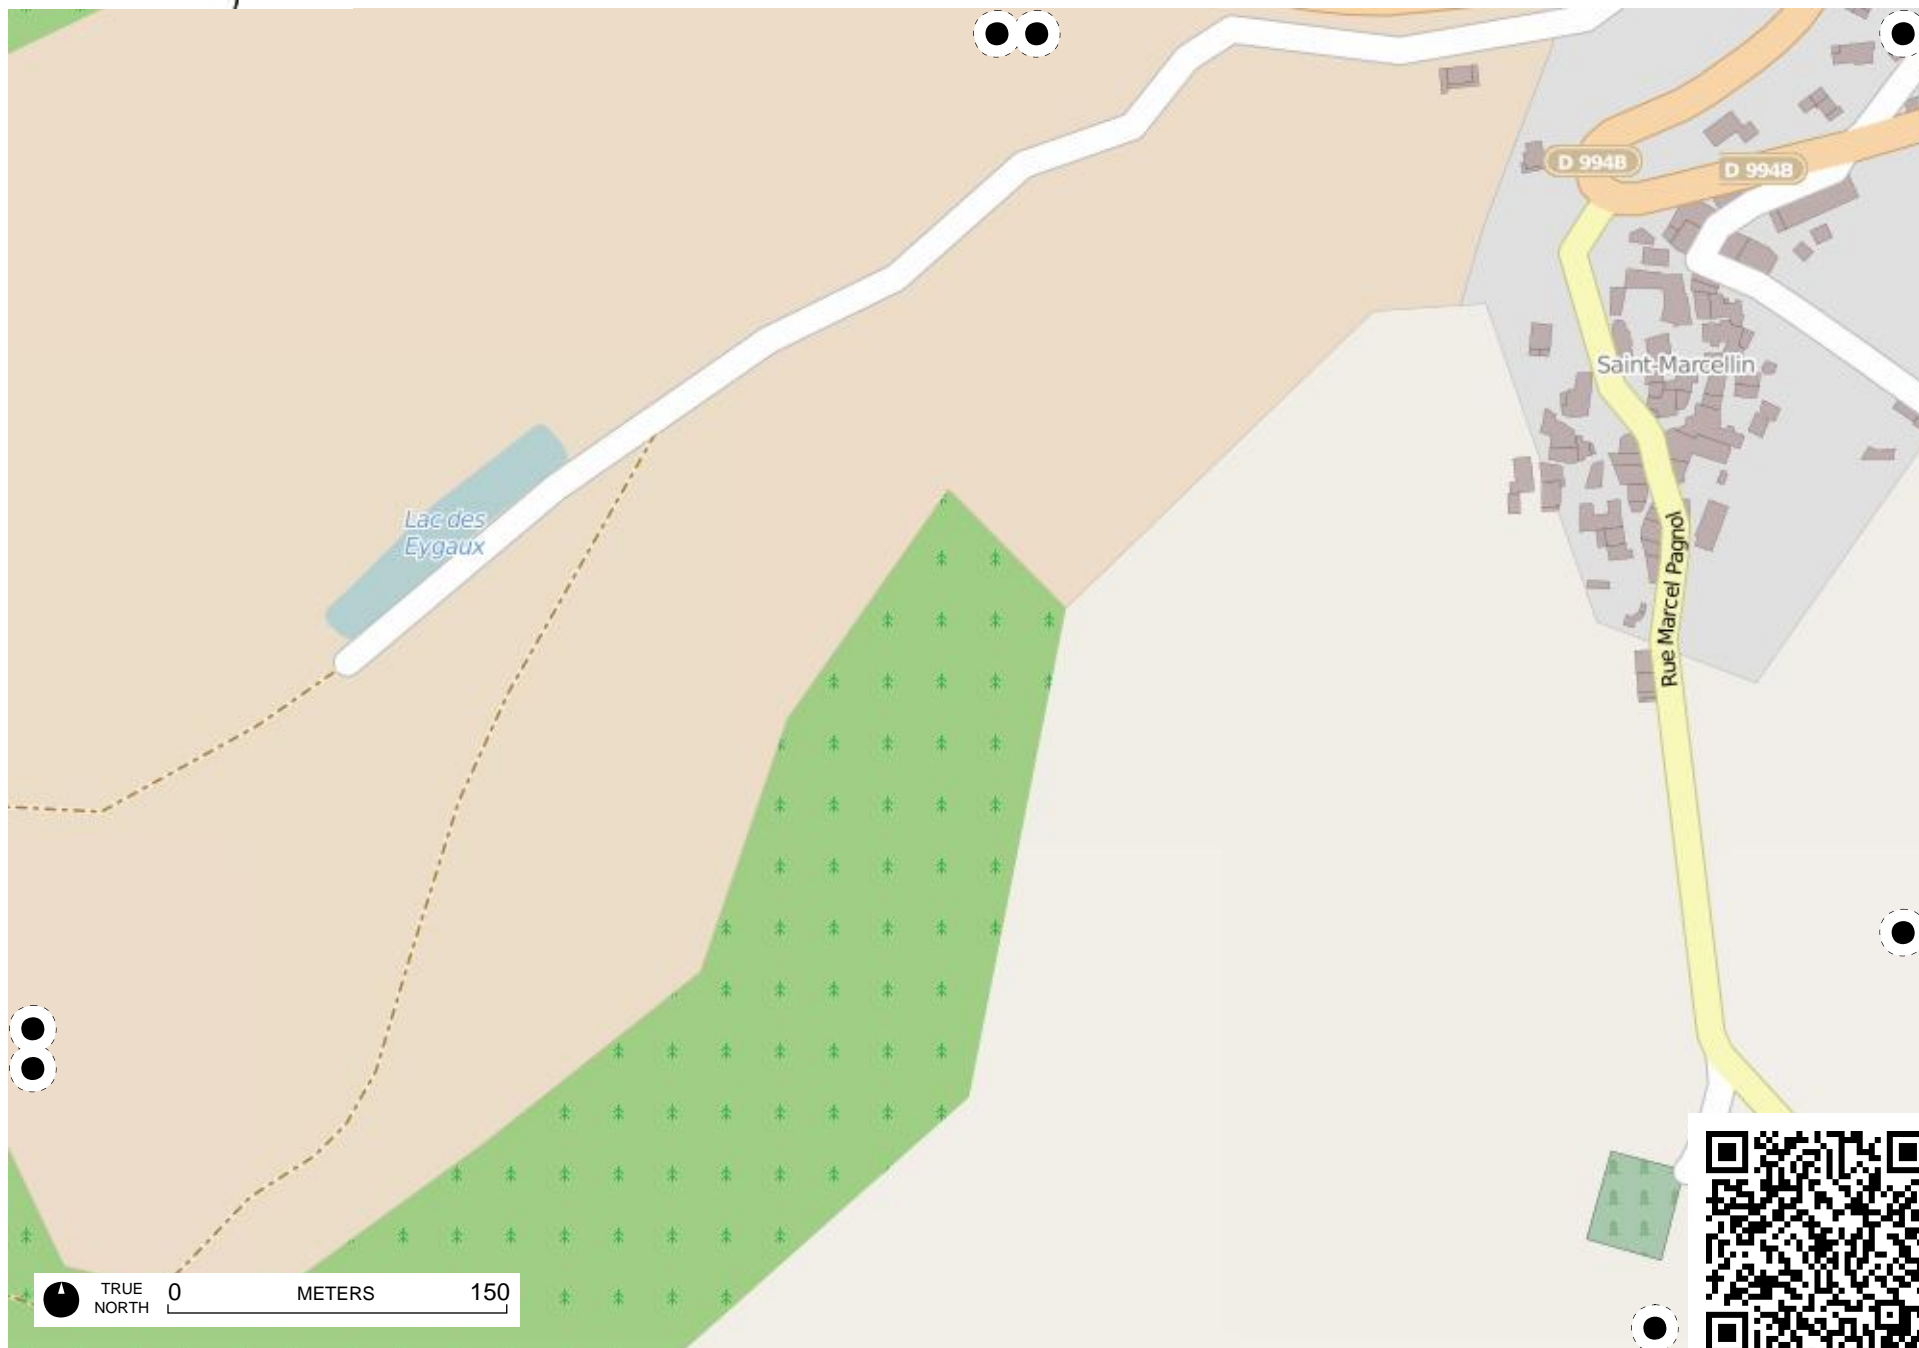 D 994B
D 994B
Saint-Marcellin
Lac des
Eygaux
Rue Marcel Pagnol
TRUE
NORTH
0 METERS 150